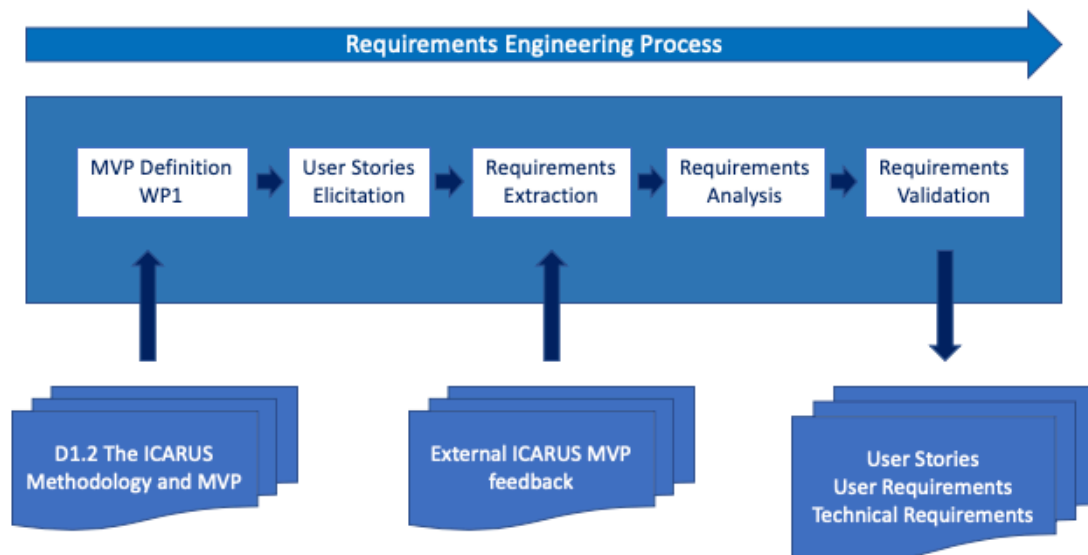 Requirements Engineering Process
MVP Definition
WP1
User Stories
Elicitation
Requirements
Extraction
Requirements
Analysis
Requirements
Validation
D1.2 The ICARUS
Methodology and MVP
External ICARUS MVP
feedback
User Stories
User Requirements
Technical Requirements